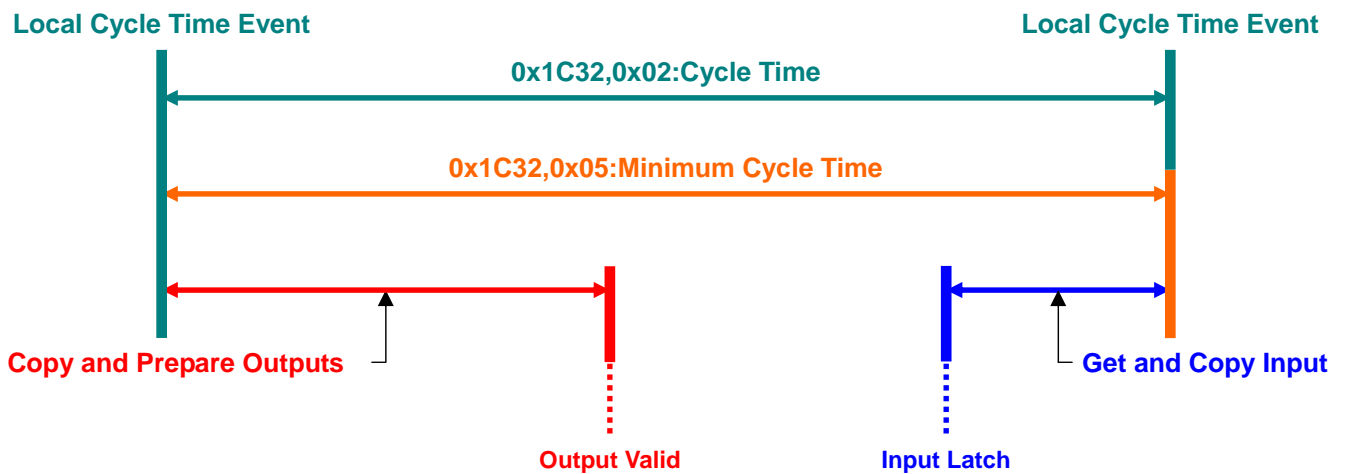 Local Cycle Time Event
Local Cycle Time Event
0x1C32,0x02:Cycle Time
0x1C32,0x05:Minimum Cycle Time
Copy and Prepare Outputs
Get and Copy Input
Output Valid
Input Latch